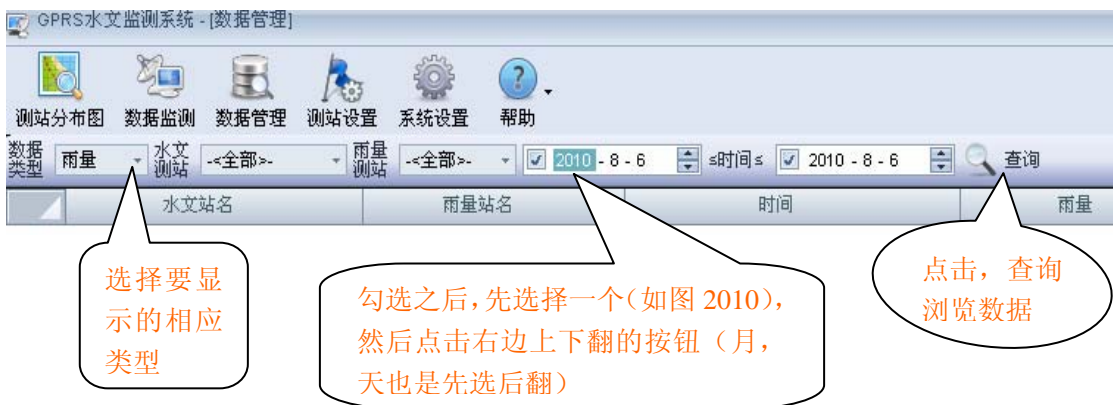 GPRS水文监测系统 - [数据管理]
测站分布图 数据监测 数据管理 测站设置 系统设置 帮助
数据类型 雨量 水文测站 -<全部>- 雨量测站 -<全部>- 2010 - 8 - 6 ≤时间≤ 2010 - 8 - 6 查询
水文站名 雨量站名 时间 雨量
选择要显
示的相应
类型
勾选之后,先选择一个(如图 2010),
然后点击右边上下翻的按钮（月，
天也是先选后翻）
点击，查询
浏览数据